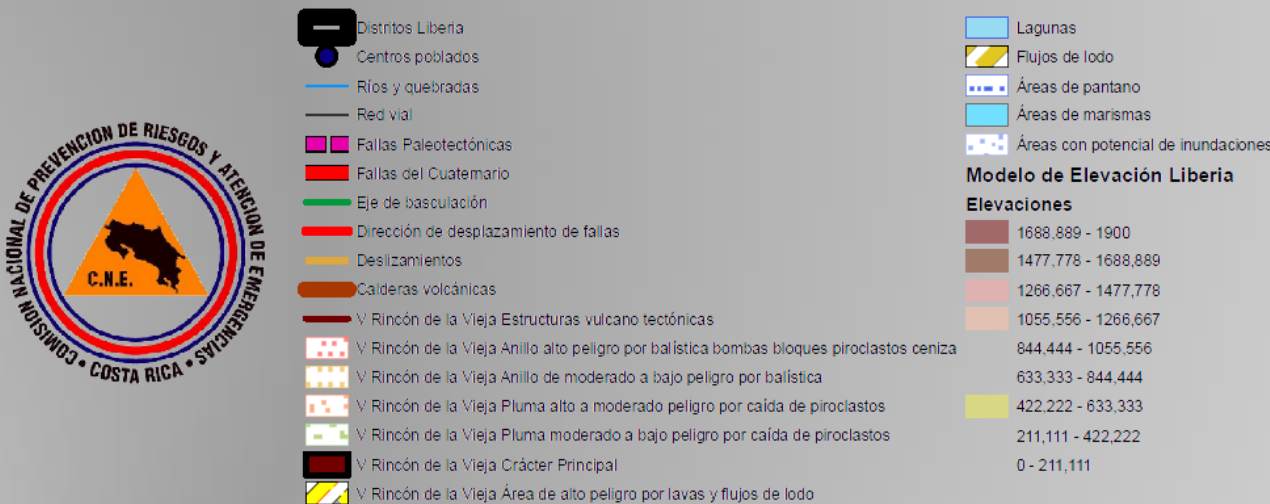 COMISION NACIONAL DE PREVENCION DE RIESGOS Y ATENCION DE EMERGENCIAS • COSTA RICA •
C.N.E.
Distritos Liberia
Centros poblados
Ríos y quebradas
Red vial
Fallas Paleotectónicas
Fallas del Cuaternario
Eje de basculación
Dirección de desplazamiento de fallas
Deslizamientos
Calderas volcánicas
V Rincón de la Vieja Estructuras vulcano tectónicas
V Rincón de la Vieja Anillo alto peligro por balística bombas bloques piroclastos ceniza
V Rincón de la Vieja Anillo de moderado a bajo peligro por balística
V Rincón de la Vieja Pluma alto a moderado peligro por caída de piroclastos
V Rincón de la Vieja Pluma moderado a bajo peligro por caída de piroclastos
V Rincón de la Vieja Crácter Principal
V Rincón de la Vieja Área de alto peligro por lavas y flujos de lodo
Lagunas
Flujos de lodo
Áreas de pantano
Áreas de marismas
Áreas con potencial de inundaciones
Modelo de Elevación Liberia
Elevaciones
1688,889 - 1900
1477,778 - 1688,889
1266,667 - 1477,778
1055,556 - 1266,667
844,444 - 1055,556
633,333 - 844,444
422,222 - 633,333
211,111 - 422,222
0 - 211,111